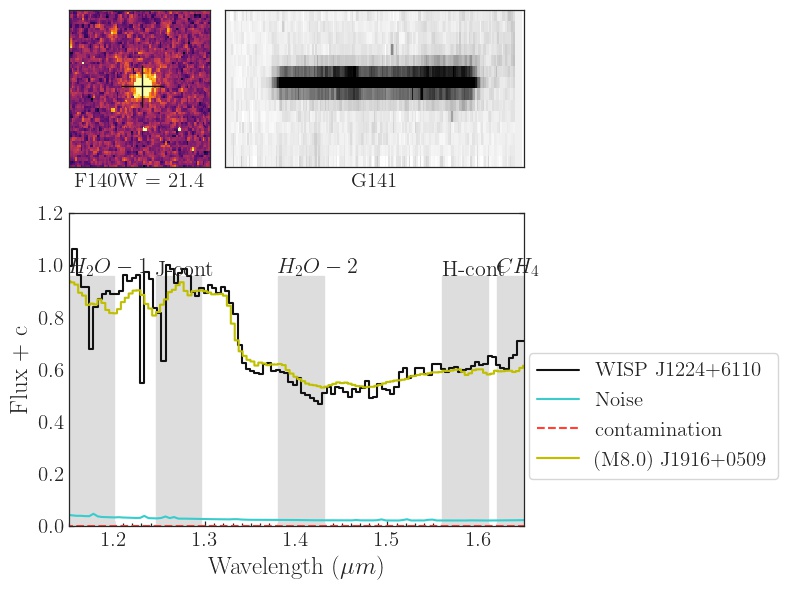 F140W = 21.4
G141
H₂O − 1
J-cont
H₂O − 2
H-cont
CH₄
1.2
1.0
0.8
0.6
0.4
0.2
0.0
Flux + c
1.2
1.3
1.4
1.5
1.6
Wavelength (μm)
WISP J1224+6110
Noise
contamination
(M8.0) J1916+0509